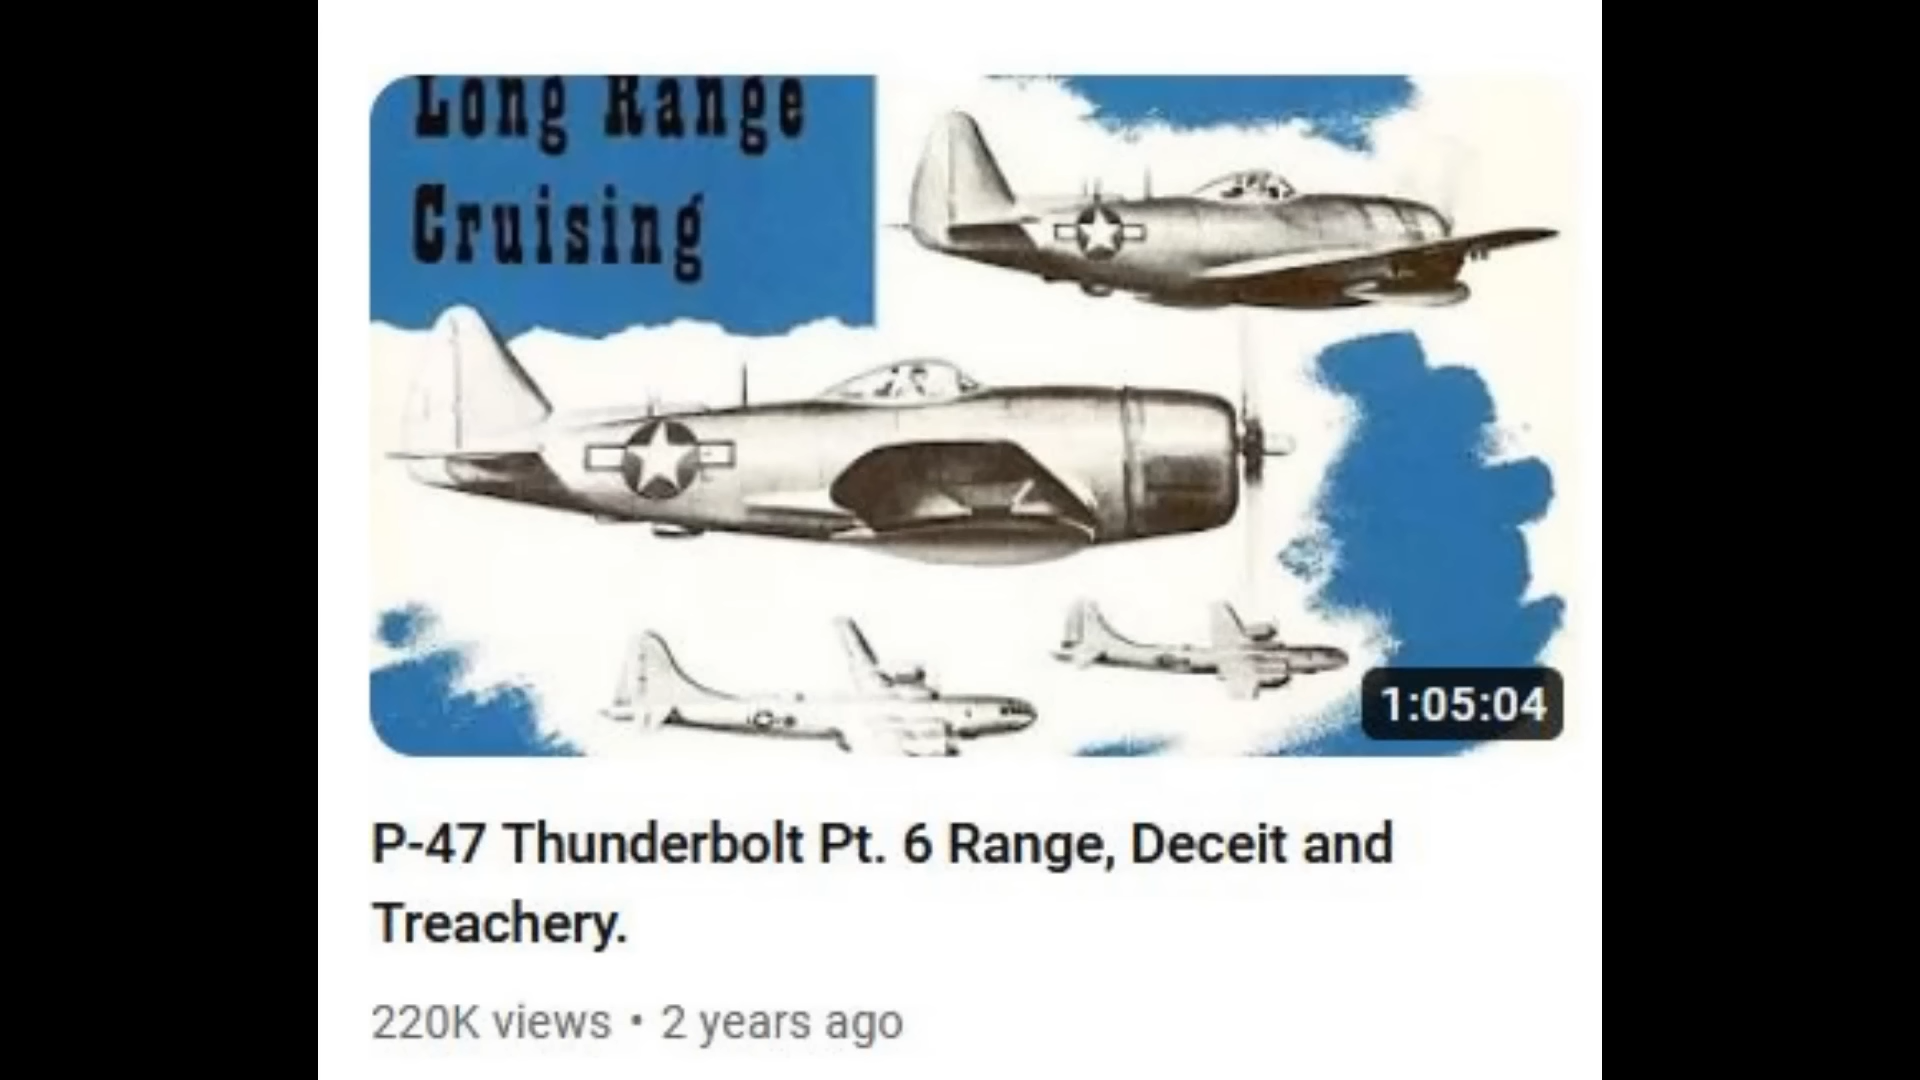 Long Range
Cruising
1:05:04
P-47 Thunderbolt Pt. 6 Range, Deceit and
Treachery.
220K views • 2 years ago